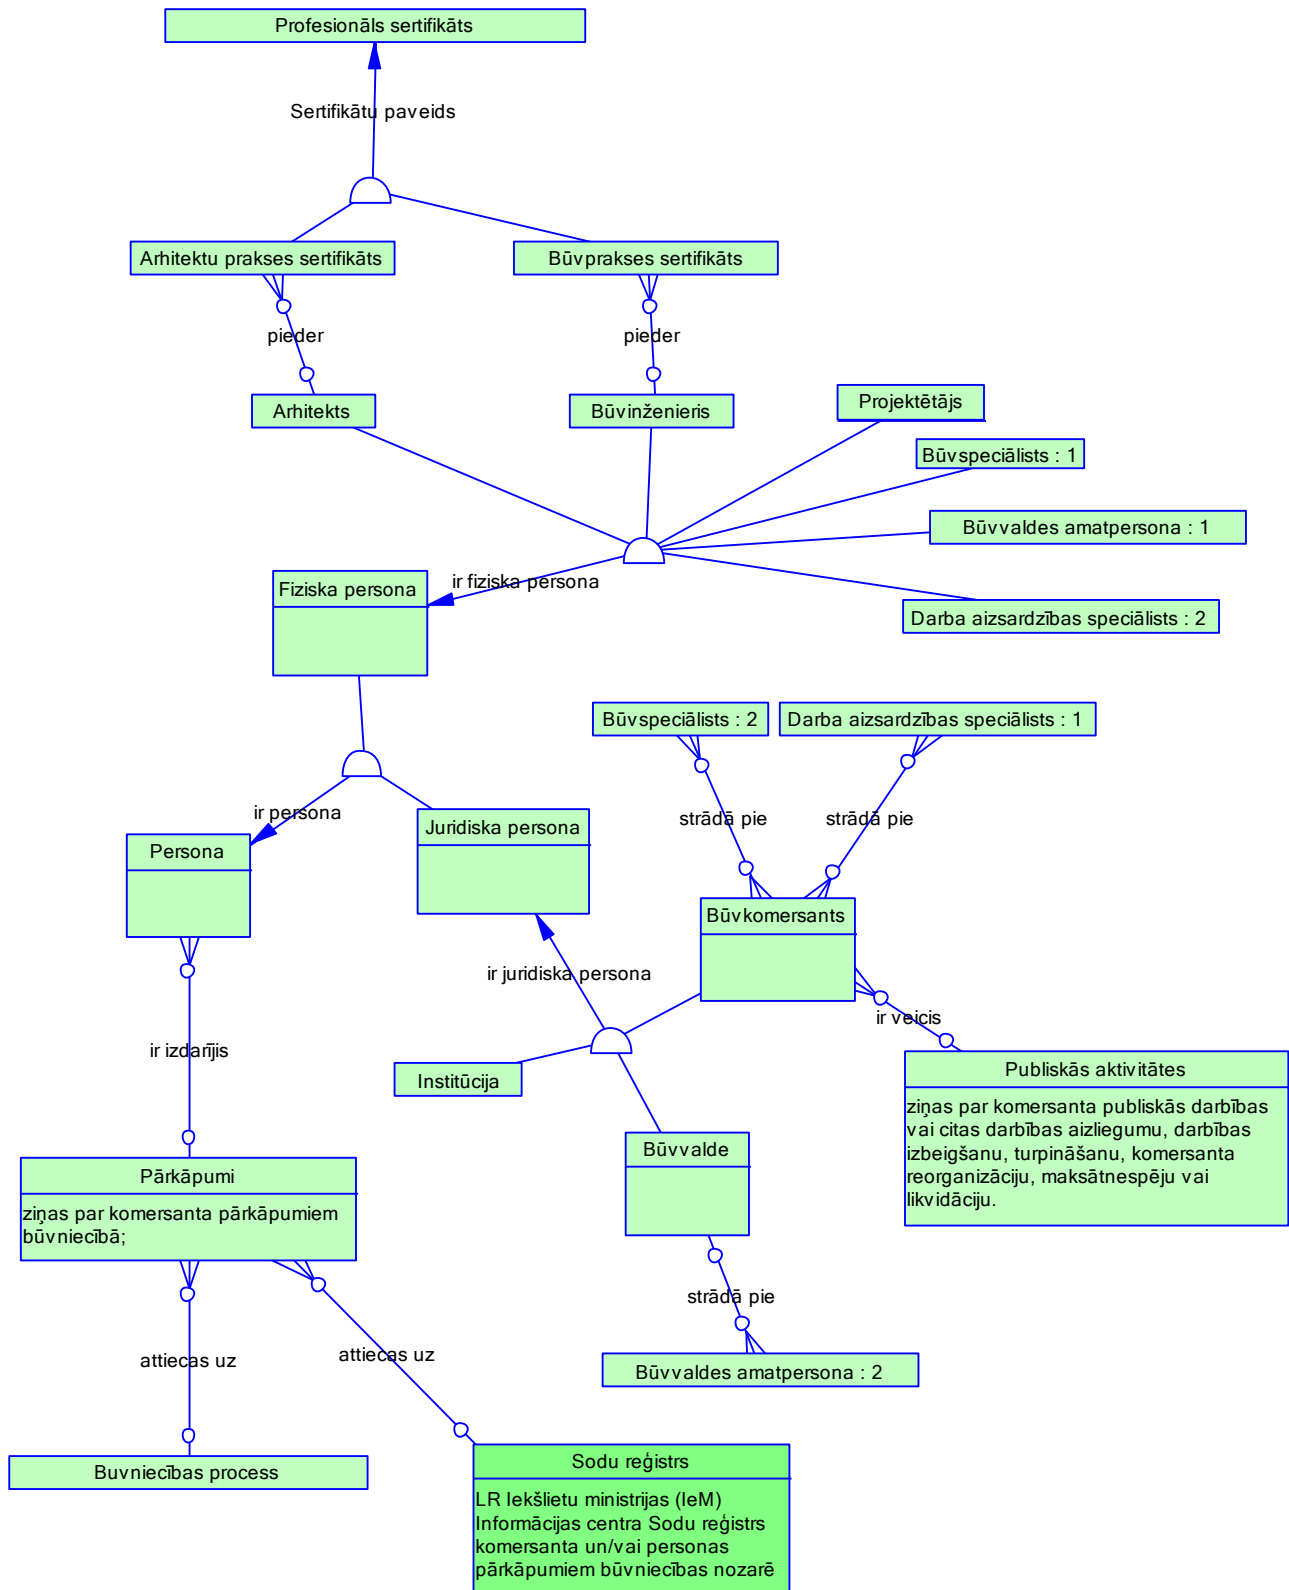 Profesionāls sertifikāts
Sertifikātu paveids
Arhitektu prakses sertifikāts
Būvprakses sertifikāts
pieder
pieder
Arhitekts
Būvinženieris
Projektētājs
Būvspeciālists : 1
Būvvaldes amatpersona : 1
Darba aizsardzības speciālists : 2
ir fiziska persona
Fiziska persona
Būvspeciālists : 2
Darba aizsardzības speciālists : 1
ir persona
strādā pie
strādā pie
Persona
Juridiska persona
Būvkomersants
ir juridiska persona
ir veicis
ir izdarījis
Institūcija
Publiskās aktivitātes
ziņas par komersanta publiskās darbības
vai citas darbības aizliegumu, darbības
izbeigšanu, turpināšanu, komersanta
reorganizāciju, maksātnespēju vai
likvidāciju.
Būvvalde
Pārkāpumi
ziņas par komersanta pārkāpumiem
būvniecībā;
strādā pie
attiecas uz
attiecas uz
Būvvaldes amatpersona : 2
Buvniecības process
Sodu reģistrs
LR Iekšlietu ministrijas (IeM)
Informācijas centra Sodu reģistrs
komersanta un/vai personas
pārkāpumiem būvniecības nozarē